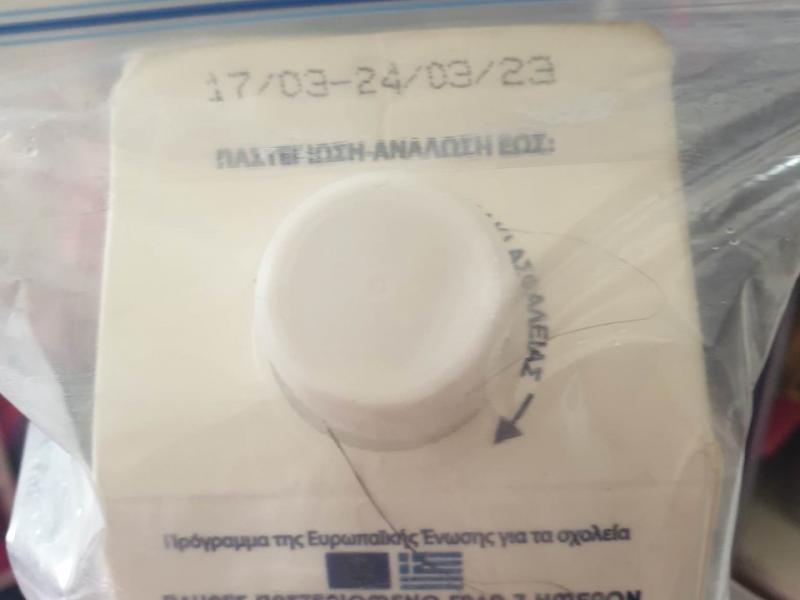 17/03-24/03/23
ΠΑΣΤΕΡΙΩΣΗ-ΑΝΑΛΩΣΗ ΕΩΣ:
ΑΣΦΑΛΕΙΑΣ
Πρόγραμμα της Ευρωπαϊκής Ένωσης για τα σχολεία